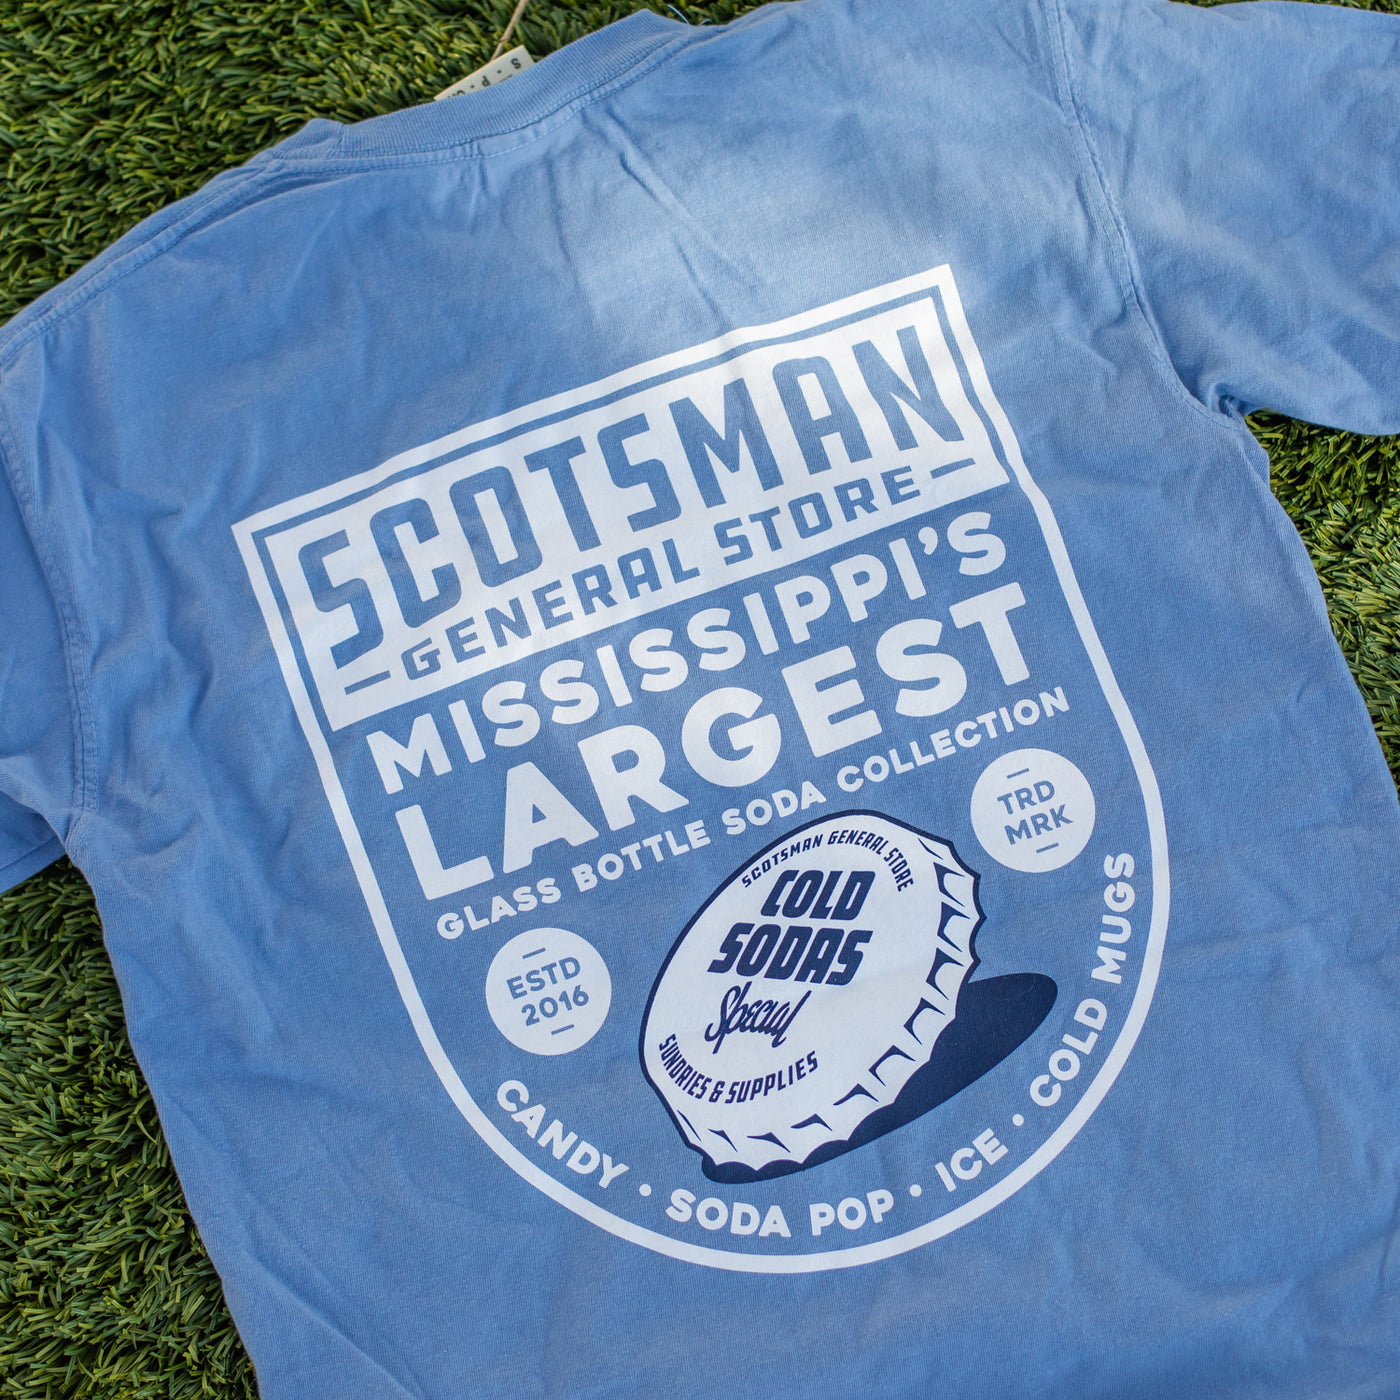 S · P ·
SCOTSMAN
GENERAL STORE
MISSISSIPPI'S
LARGEST
GLASS BOTTLE SODA COLLECTION
TRD
MRK
ESTD
2016
SCOTSMAN GENERAL STORE
COLD
SODAS
Special
SUNDRIES & SUPPLIES
CANDY · SODA POP · ICE · COLD MUGS